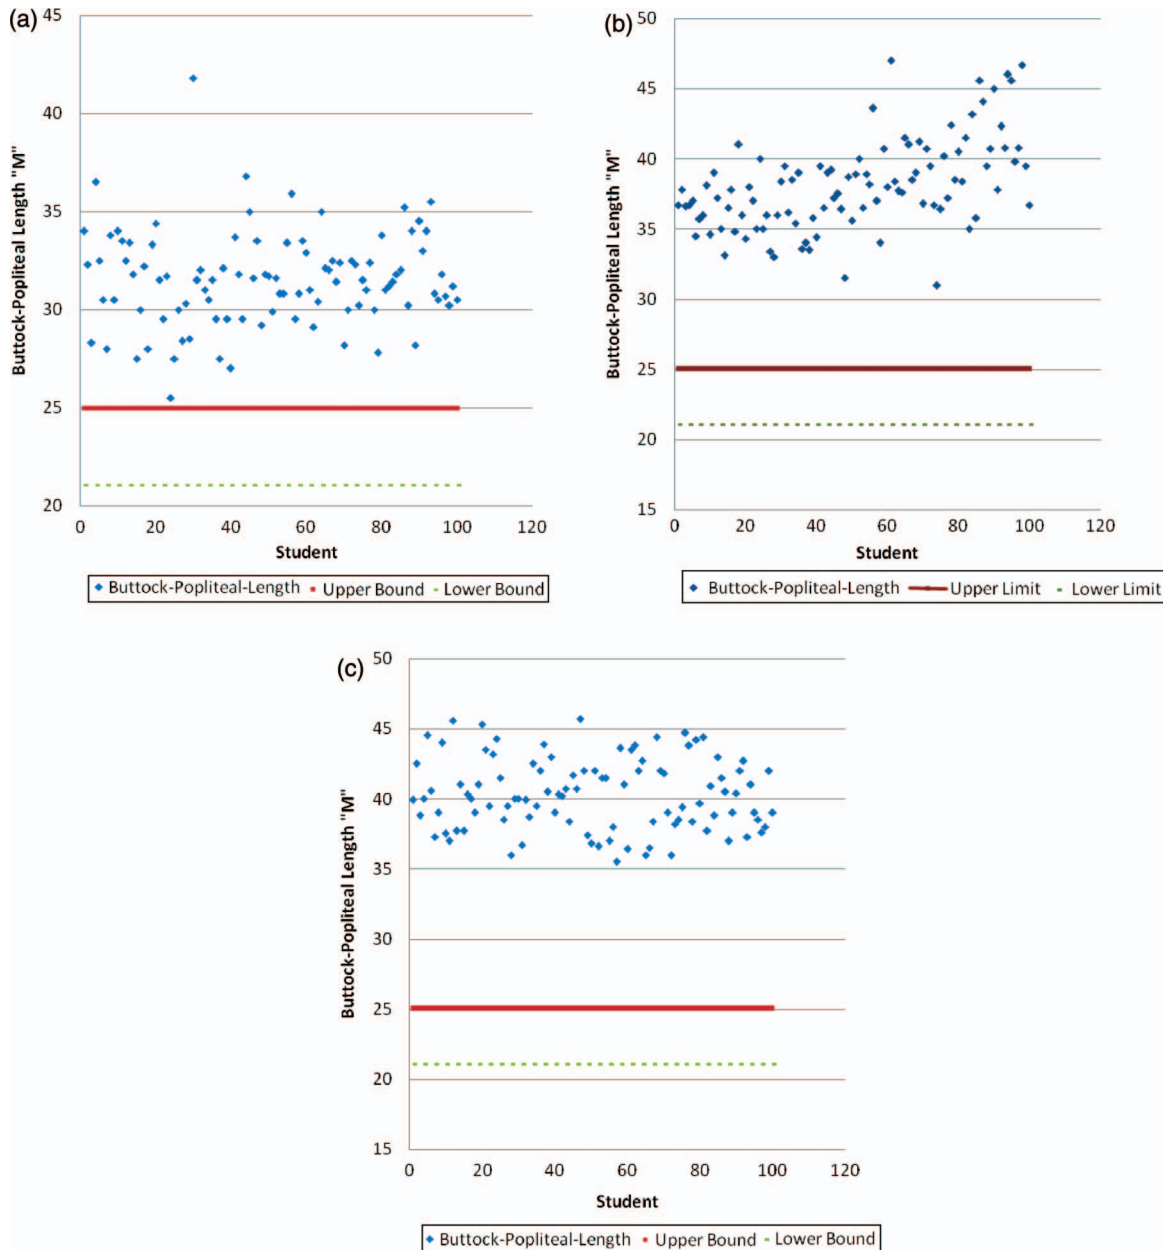 (a)
45
40
35
30
25
20
Buttock-Popliteal Length "M"
0 20 40 60 80 100 120
Student
Buttock-Popliteal-Length Upper Bound Lower Bound
(b)
50
45
40
35
30
25
20
15
Buttock-Popliteal Length "M"
0 20 40 60 80 100 120
Student
Buttock-Popliteal-Length Upper Limit Lower Limit
(c)
50
45
40
35
30
25
20
15
Buttock-Popliteal Length "M"
0 20 40 60 80 100 120
Student
Buttock-Popliteal-Length Upper Bound Lower Bound